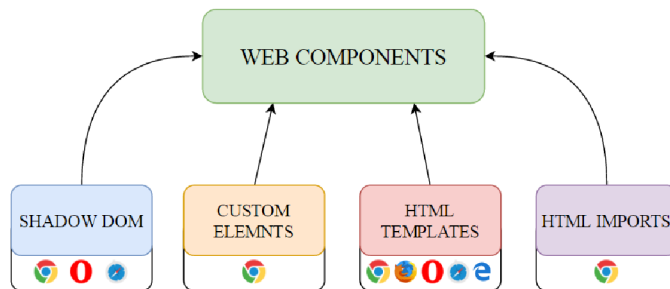 WEB COMPONENTS
SHADOW DOM
CUSTOM
ELEMNTS
HTML
TEMPLATES
HTML IMPORTS